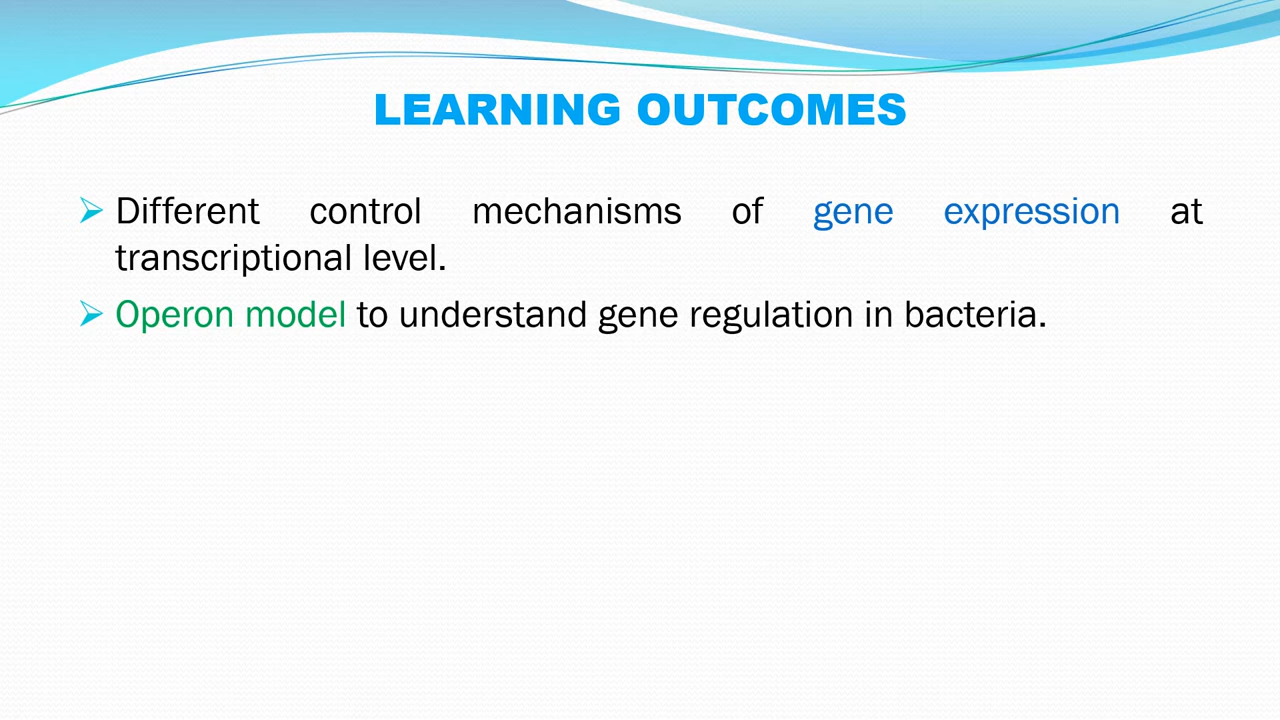 LEARNING OUTCOMES
Different control mechanisms of gene expression at
transcriptional level.
Operon model to understand gene regulation in bacteria.